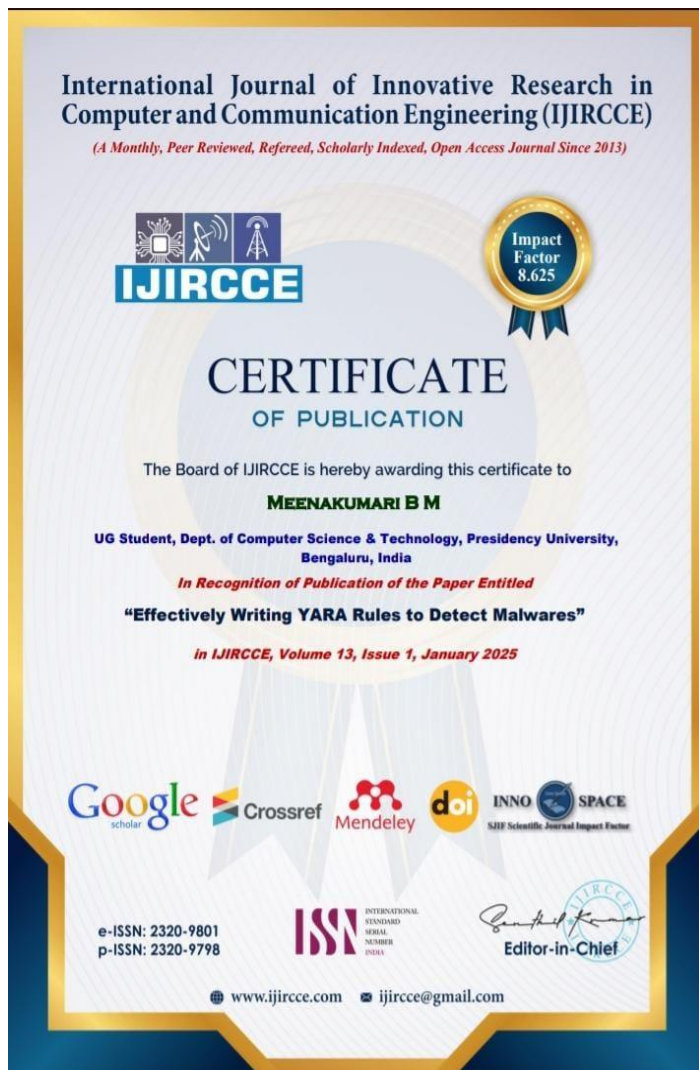 International Journal of Innovative Research in
Computer and Communication Engineering (IJIRCCE)
(A Monthly, Peer Reviewed, Refereed, Scholarly Indexed, Open Access Journal Since 2013)
IJIRCCE
Impact
Factor
8.625
CERTIFICATE
OF PUBLICATION
The Board of IJIRCCE is hereby awarding this certificate to
MEENAKUMARI B M
UG Student, Dept. of Computer Science & Technology, Presidency University,
Bengaluru, India
In Recognition of Publication of the Paper Entitled
“Effectively Writing YARA Rules to Detect Malwares”
in IJIRCCE, Volume 13, Issue 1, January 2025
Google
scholar
Crossref
Mendeley
doi
INNO SPACE
SJIF Scientific Journal Impact Factor
e-ISSN: 2320-9801
p-ISSN: 2320-9798
ISSN
INTERNATIONAL
STANDARD
SERIAL
NUMBER
INDIA
Senthil Kumar
IJIRCCE
Editor-in-Chief
www.ijircce.com ijircce@gmail.com